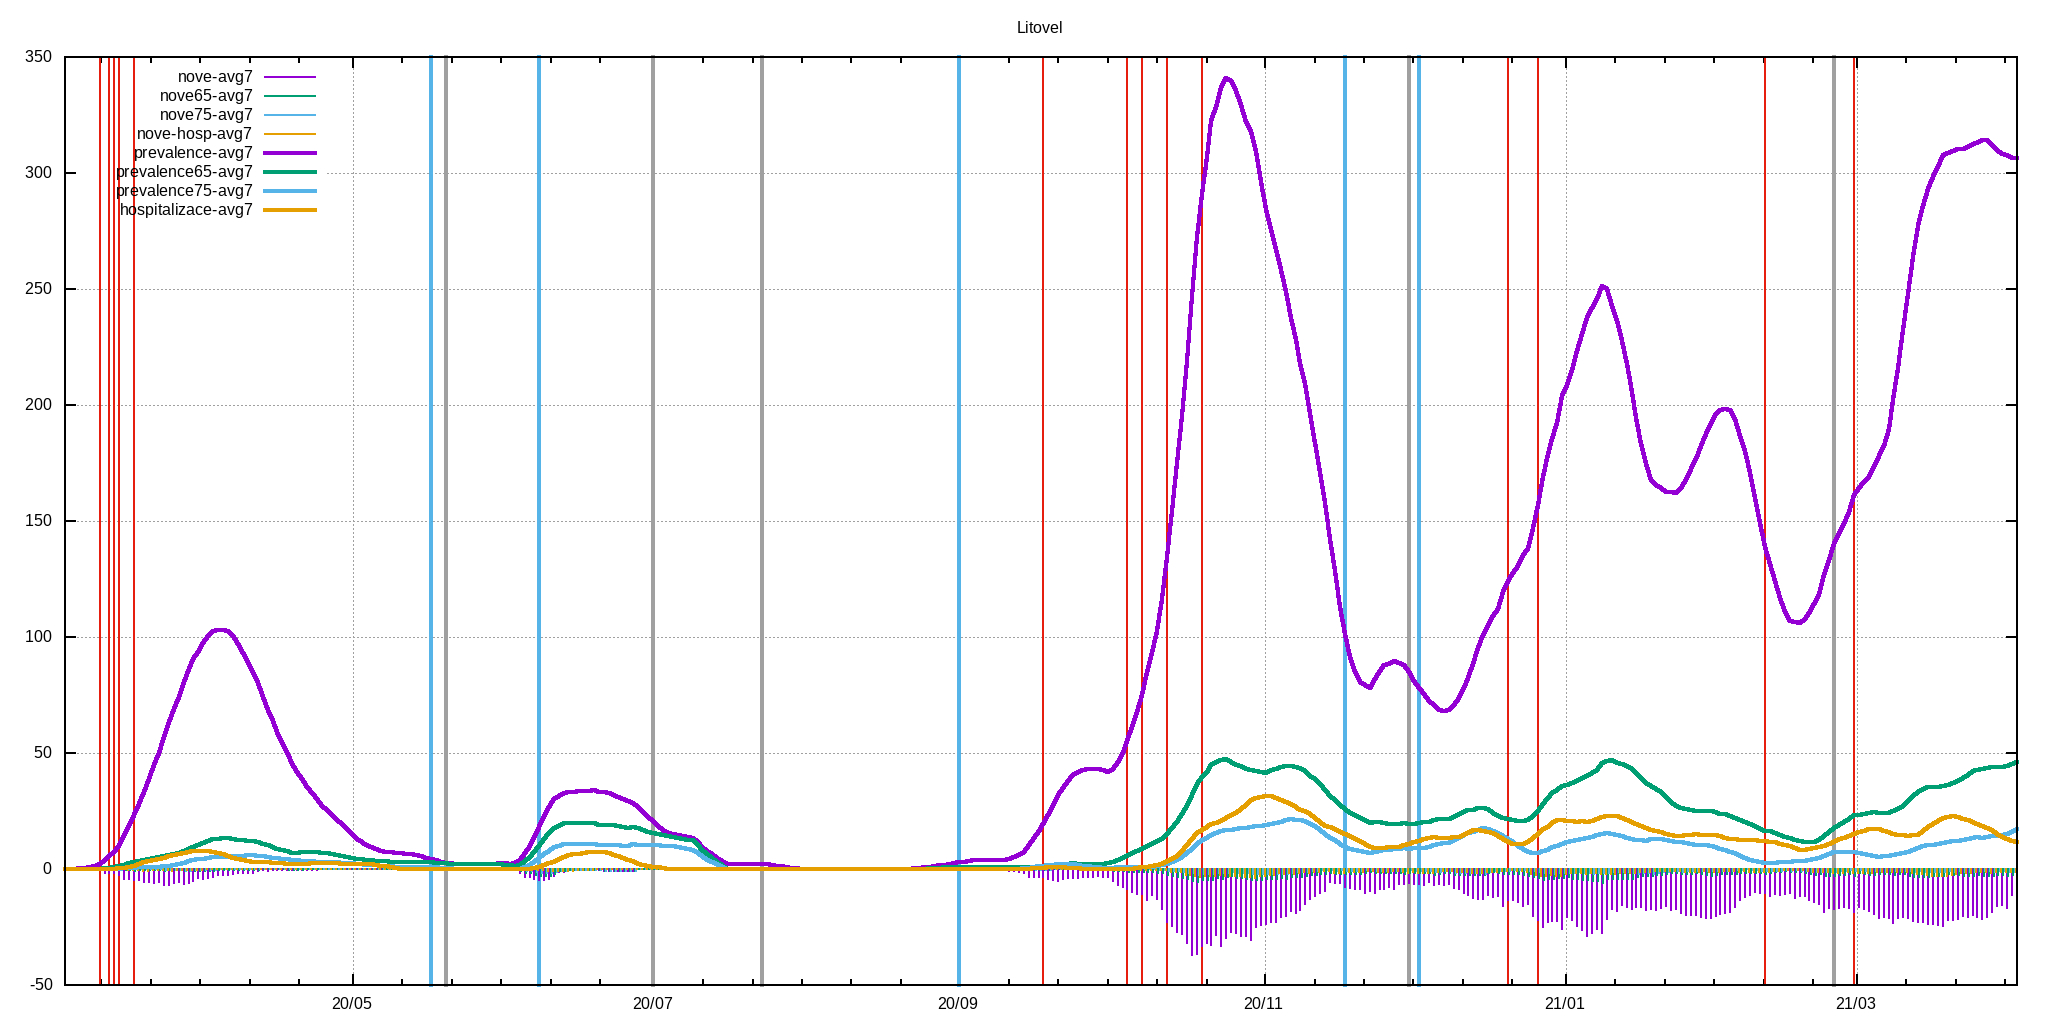 Litovel
350
nove-avg7
nove65-avg7
nove75-avg7
nove-hosp-avg7
prevalence-avg7
prevalence65-avg7
prevalence75-avg7
hospitalizace-avg7
300
250
200
150
100
50
0
-50
20/05 20/07 20/09 20/11 21/01 21/03